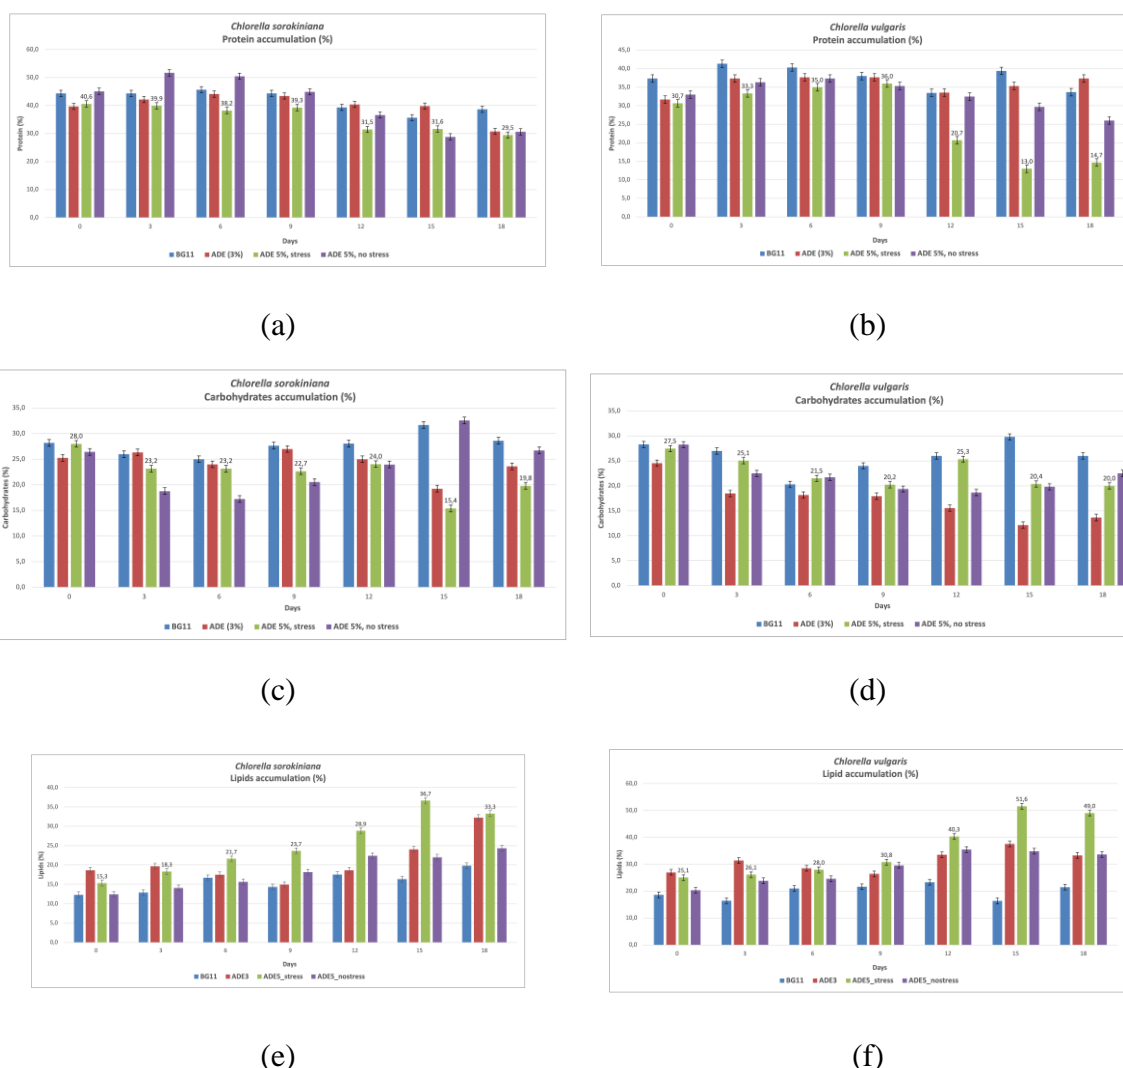 Chlorella sorokiniana
Protein accumulation (%)
60,0
50,0
40,0
30,0
20,0
10,0
0,0
Protein (%)
40,6
39,9
38,2
39,3
31,5
31,6
29,5
0 3 6 9 12 15 18
Days
BG11 ADE (3%) ADE 5%, stress ADE 5%, no stress
(a)
Chlorella vulgaris
Protein accumulation (%)
45,0
40,0
35,0
30,0
25,0
20,0
15,0
10,0
5,0
0,0
Protein (%)
30,7
33,3
35,0
36,0
20,7
13,0
14,7
0 3 6 9 12 15 18
Days
BG11 ADE (3%) ADE 5%, stress ADE 5%, no stress
(b)
Chlorella sorokiniana
Carbohydrates accumulation (%)
35,0
30,0
25,0
20,0
15,0
10,0
5,0
0,0
Carbohydrates (%)
28,0
23,2
23,2
22,7
24,0
15,4
19,8
0 3 6 9 12 15 18
Days
BG11 ADE (3%) ADE 5%, stress ADE 5%, no stress
(c)
Chlorella vulgaris
Carbohydrates accumulation (%)
35,0
30,0
25,0
20,0
15,0
10,0
5,0
0,0
Carbohydrates (%)
27,5
25,1
21,5
20,2
25,3
20,4
20,0
0 3 6 9 12 15 18
Days
BG11 ADE (3%) ADE 5%, stress ADE 5%, no stress
(d)
Chlorella sorokiniana
Lipids accumulation (%)
40,0
35,0
30,0
25,0
20,0
15,0
10,0
5,0
0,0
Lipids (%)
15,3
18,3
21,7
23,7
28,9
36,7
33,3
0 3 6 9 12 15 18
Days
BG11 ADE3 ADE5_stress ADE5_nostress
(e)
Chlorella vulgaris
Lipid accumulation (%)
60,0
50,0
40,0
30,0
20,0
10,0
0,0
Lipids (%)
25,1
26,1
28,0
30,8
40,3
51,6
49,0
0 3 6 9 12 15 18
Days
BG11 ADE3 ADE5_stress ADE5_nostress
(f)